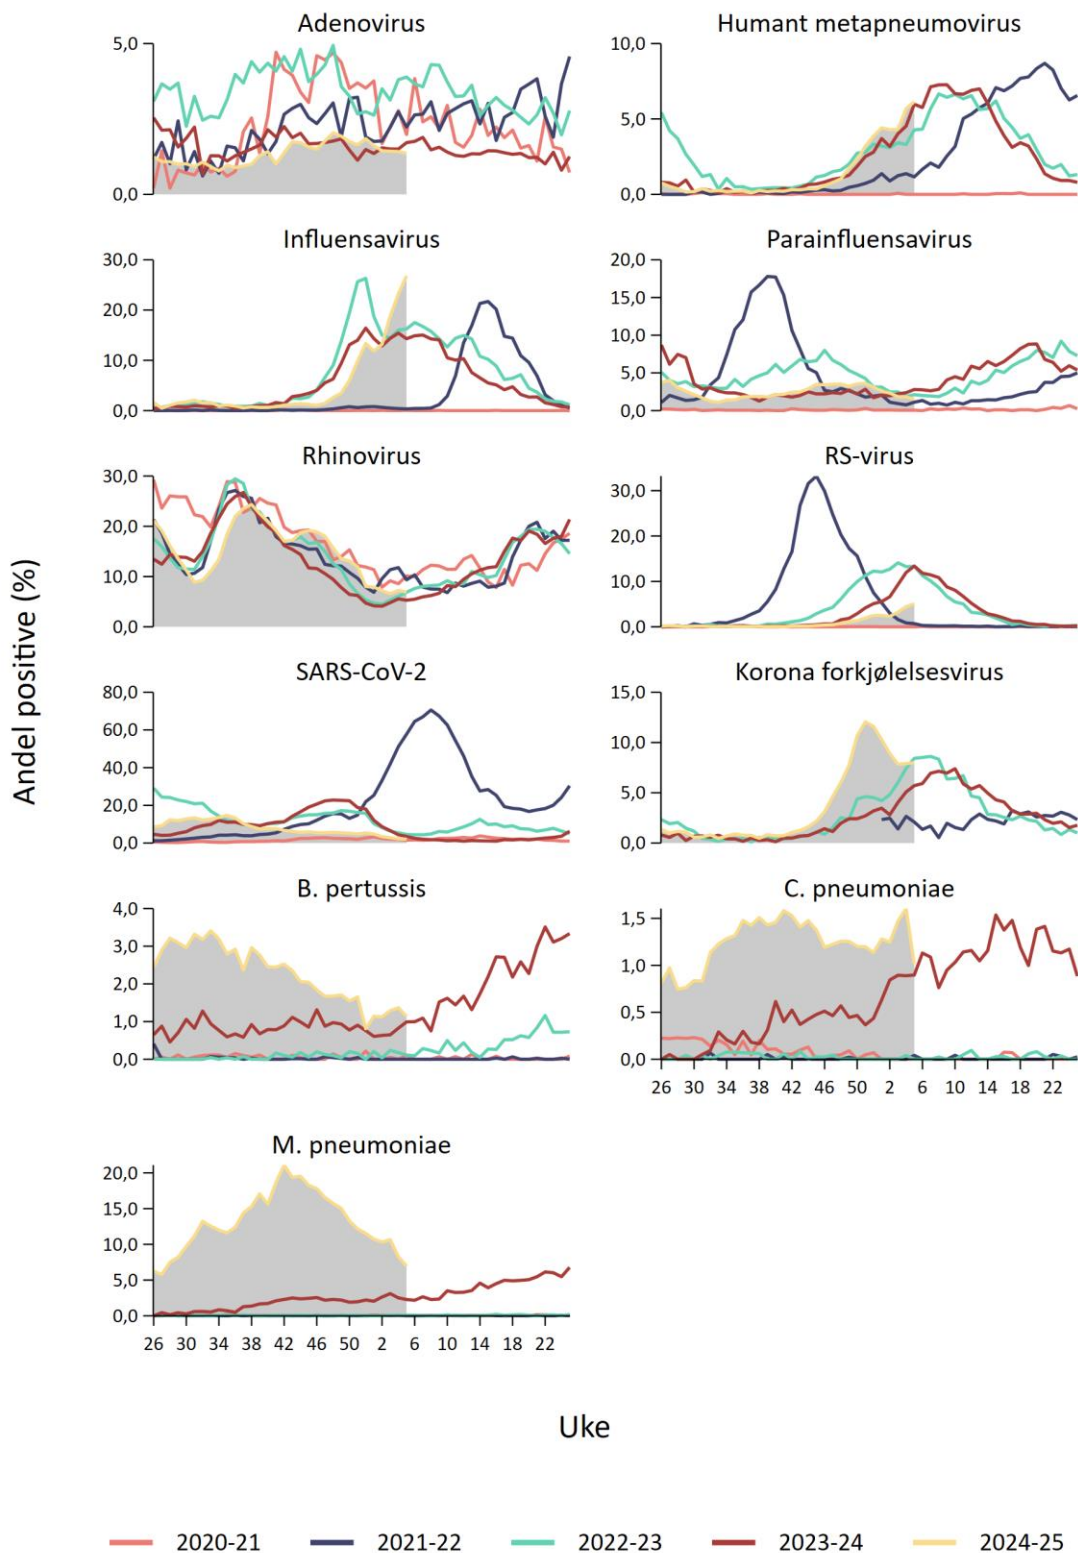 Adenovirus
5,0
0,0
Humant metapneumovirus
10,0
5,0
0,0
Influensavirus
30,0
20,0
10,0
0,0
Parainfluensavirus
20,0
15,0
10,0
5,0
0,0
Rhinovirus
30,0
20,0
10,0
0,0
RS-virus
30,0
20,0
10,0
0,0
Andel positive (%)
SARS-CoV-2
80,0
60,0
40,0
20,0
0,0
Korona forkjølelsesvirus
15,0
10,0
5,0
0,0
B. pertussis
4,0
3,0
2,0
1,0
0,0
C. pneumoniae
1,5
1,0
0,5
0,0
26 30 34 38 42 46 50 2 6 10 14 18 22
M. pneumoniae
20,0
15,0
10,0
5,0
0,0
26 30 34 38 42 46 50 2 6 10 14 18 22
Uke
2020-21 2021-22 2022-23 2023-24 2024-25